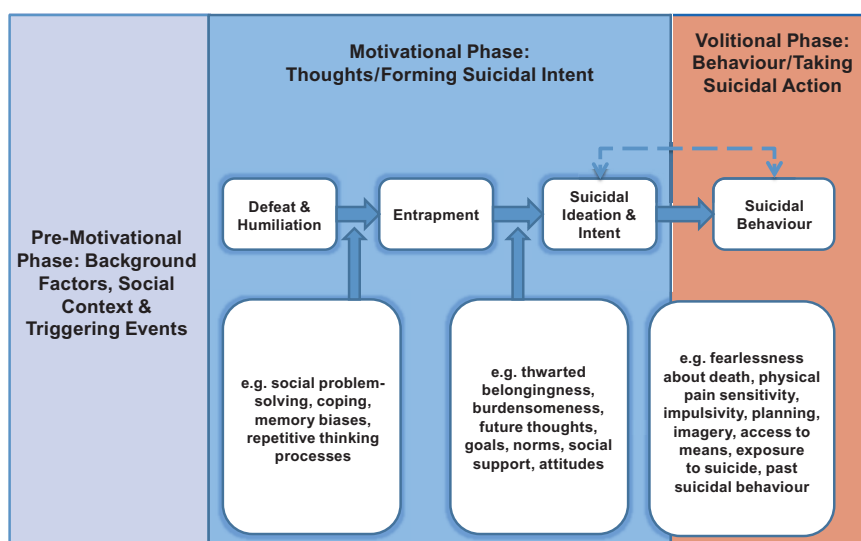 Motivational Phase:
Thoughts/Forming Suicidal Intent
Volitional Phase:
Behaviour/Taking
Suicidal Action
Pre-Motivational
Phase: Background
Factors, Social
Context &
Triggering Events
Defeat &
Humiliation
Entrapment
Suicidal
Ideation &
Intent
Suicidal
Behaviour
e.g. social problem-
solving, coping,
memory biases,
repetitive thinking
processes
e.g. thwarted
belongingness,
burdensomeness,
future thoughts,
goals, norms, social
support, attitudes
e.g. fearlessness
about death, physical
pain sensitivity,
impulsivity, planning,
imagery, access to
means, exposure
to suicide, past
suicidal behaviour